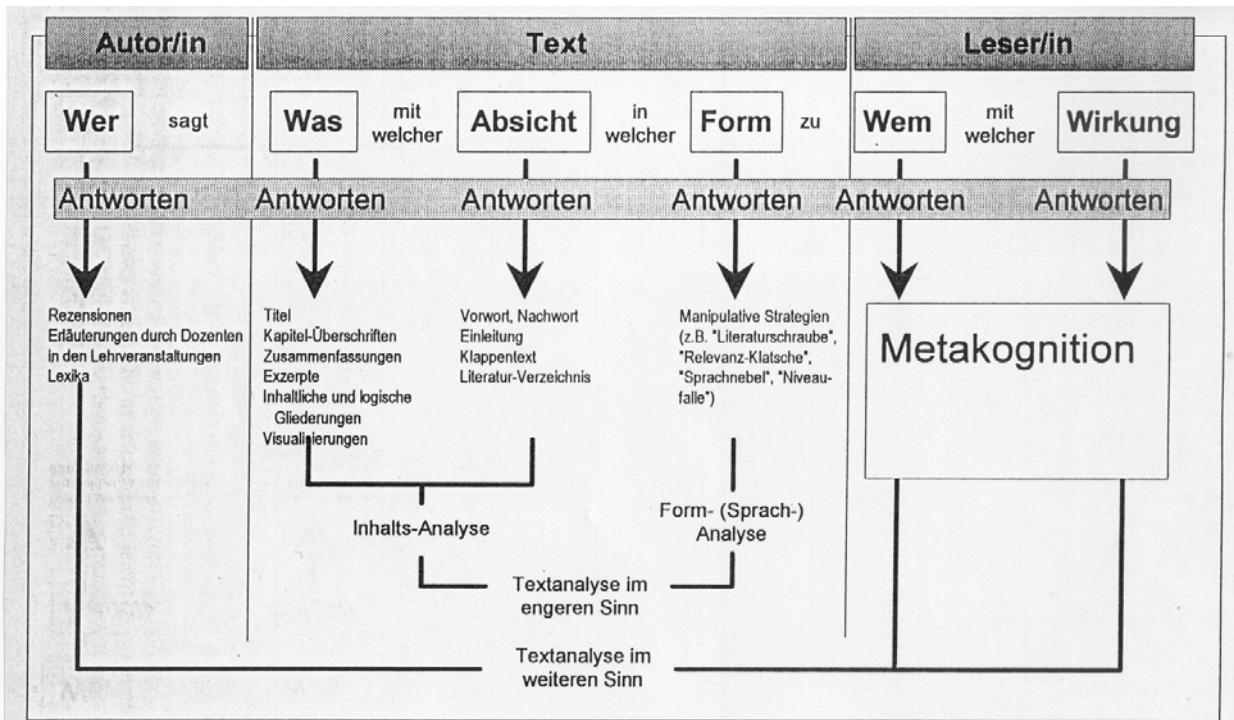 Autor/in
Text
Leser/in
Wer
sagt
Was
mit
welcher
Absicht
in
welcher
Form
zu
Wem
mit
welcher
Wirkung
Antworten
Antworten
Antworten
Antworten
Antworten
Antworten
Rezensionen
Erläuterungen durch Dozenten
in den Lehrveranstaltungen
Lexika
Titel
Kapitel-Überschriften
Zusammenfassungen
Exzerpte
Inhaltliche und logische
Gliederungen
Visualisierungen
Vorwort, Nachwort
Einleitung
Klappentext
Literatur-Verzeichnis
Manipulative Strategien
(z.B. "Literaturschraube",
"Relevanz-Klatsche",
"Sprachnebel", "Niveau-
falle")
Metakognition
Inhalts-Analyse
Form- (Sprach-)
Analyse
Textanalyse im
engeren Sinn
Textanalyse im
weiteren Sinn